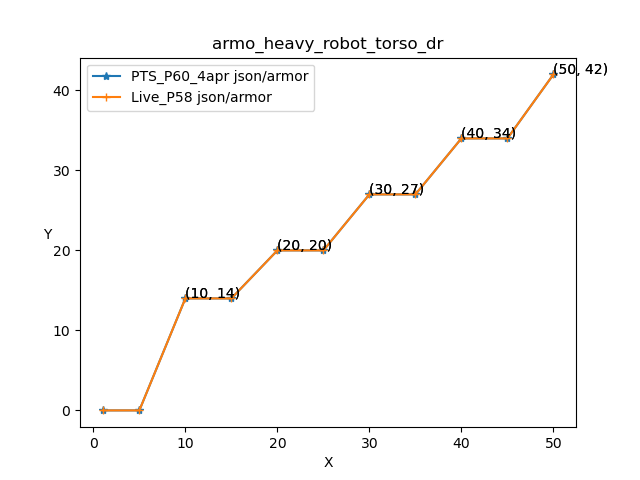 armo_heavy_robot_torso_dr
PTS_P60_4apr json/armor
Live_P58 json/armor
(50, 42)
(40, 34)
(30, 27)
(20, 20)
(10, 14)
Y
40
30
20
10
0
0 10 20 30 40 50
X